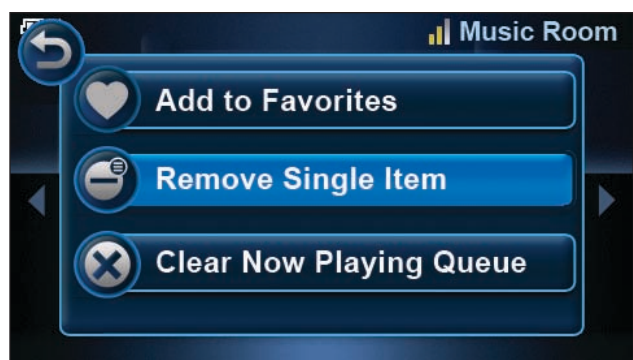 Music Room
Add to Favorites
Remove Single Item
Clear Now Playing Queue